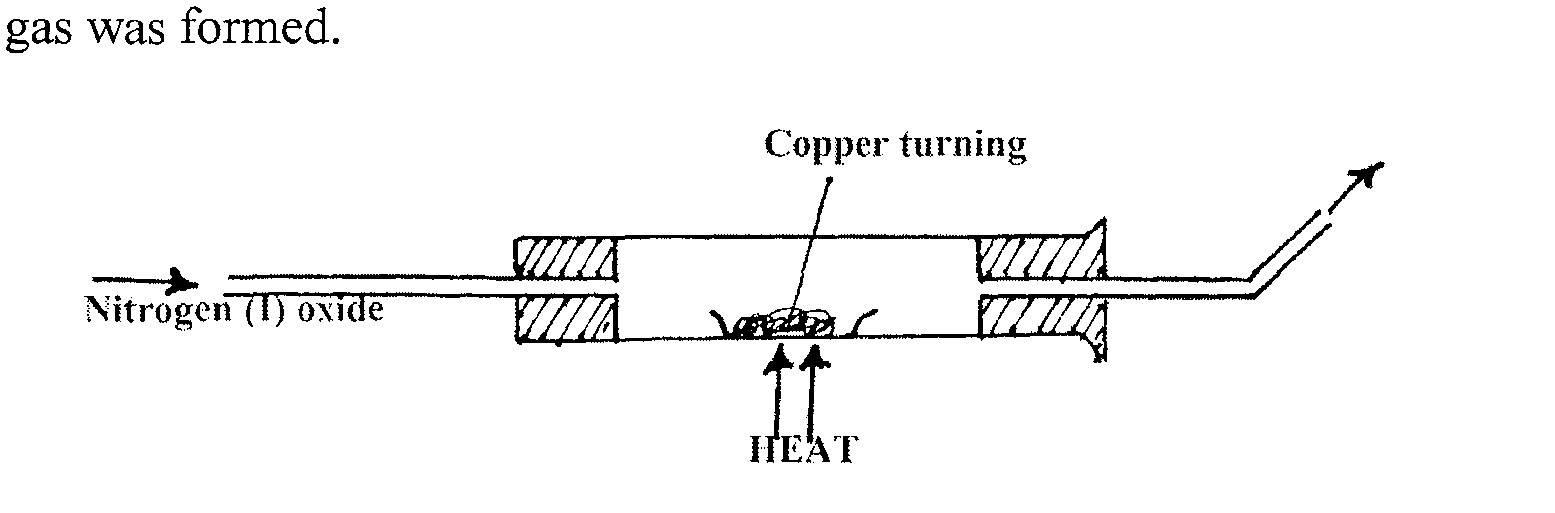 gas was formed.
Copper turning
Nitrogen (I) oxide
HEAT